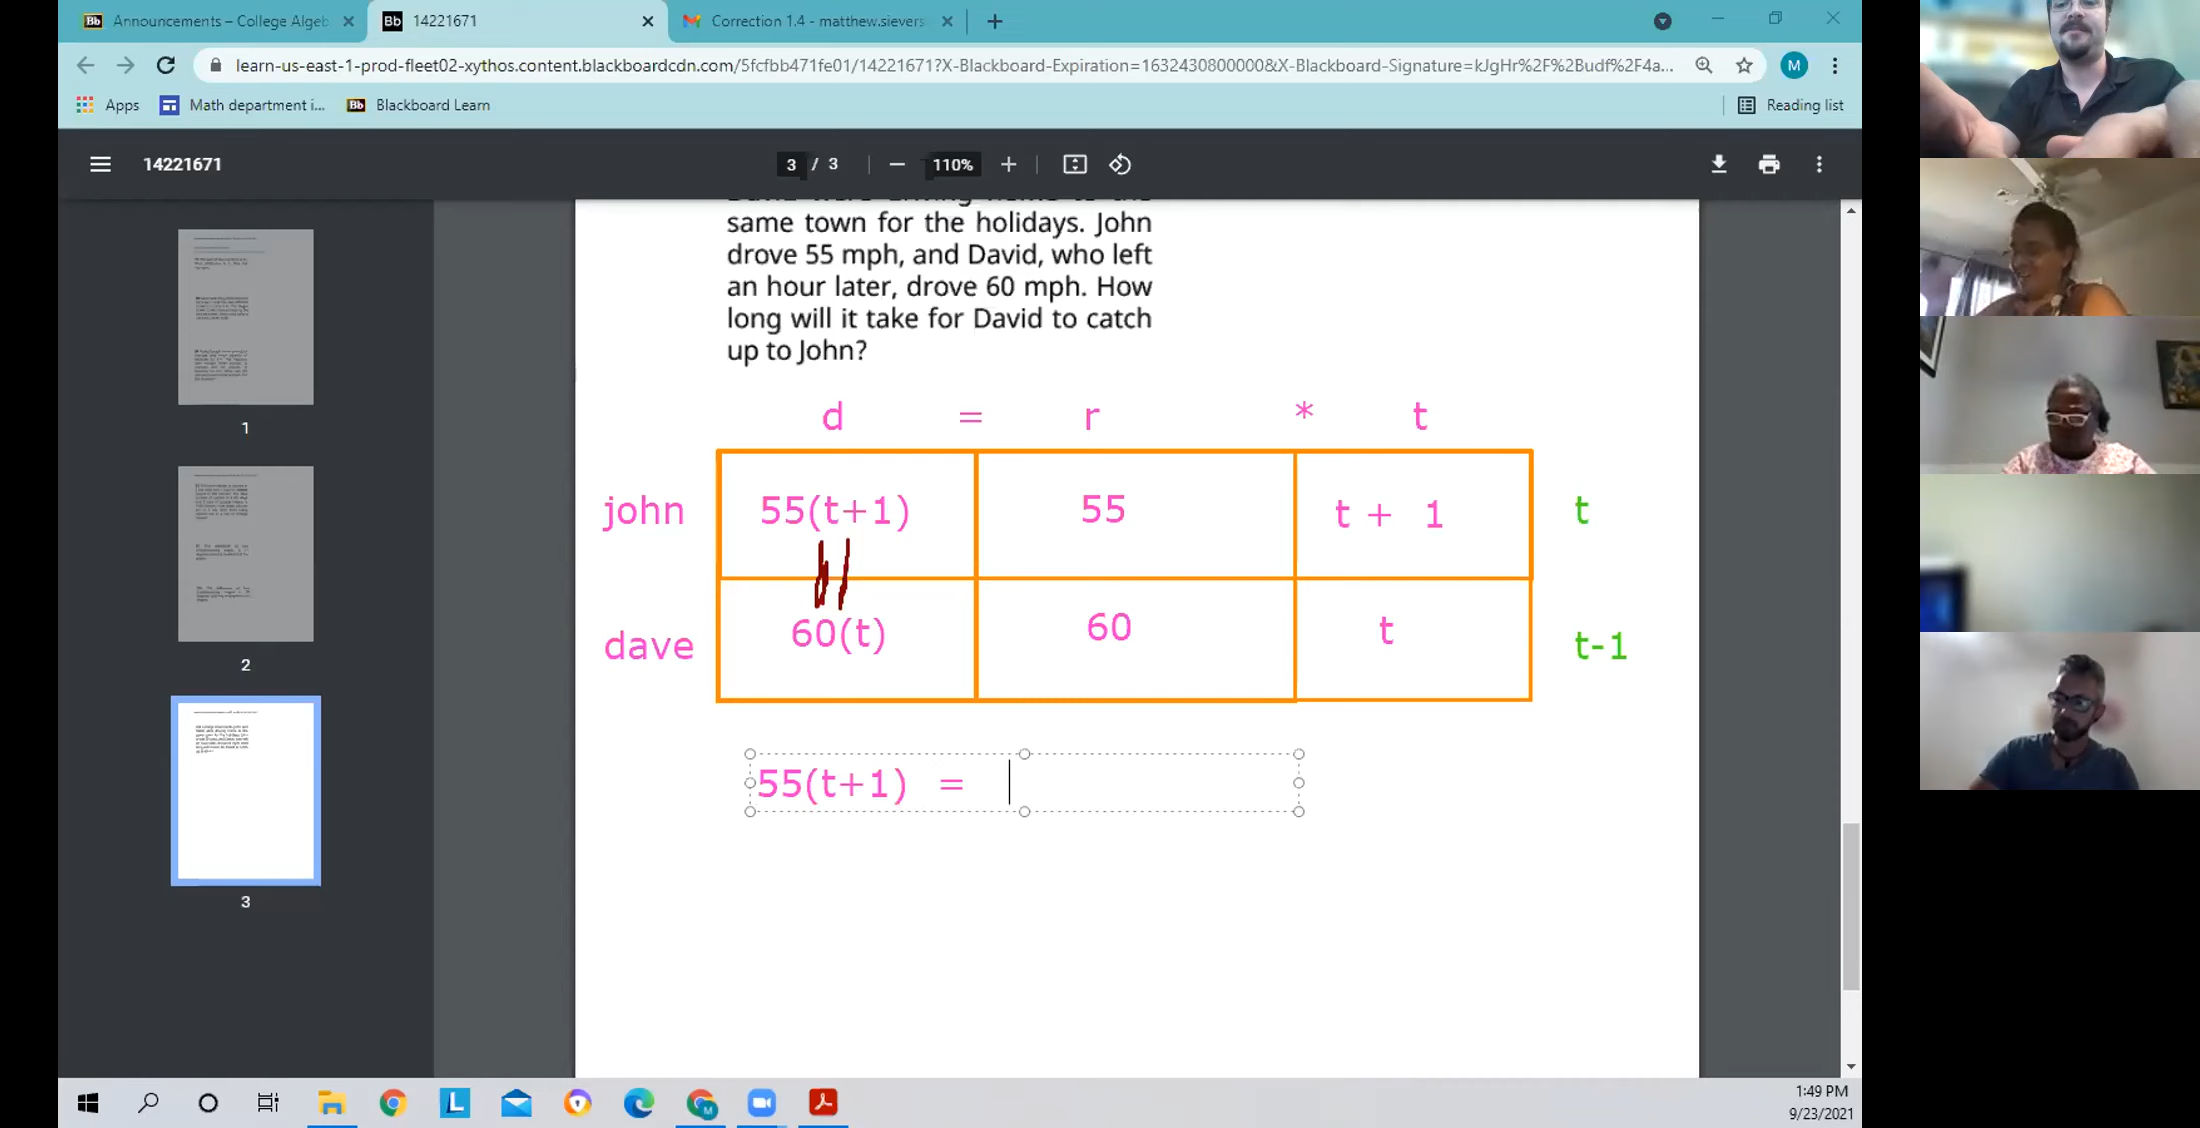 Announcements – College Algeb
14221671
Correction 1.4 - matthew.sievers
learn-us-east-1-prod-fleet02-xythos.content.blackboardcdn.com/5fcfbb471fe01/14221671?X-Blackboard-Expiration=1632430800000&X-Blackboard-Signature=kJgHr%2F%2Budf%2F4a...
M
Apps
Math department i...
Bb
Blackboard Learn
Reading list
14221671
3 / 3
110%
same town for the holidays. John
drove 55 mph, and David, who left
an hour later, drove 60 mph. How
long will it take for David to catch
up to John?
d = r * t
john 55(t+1) 55 t + 1 t
dave 60(t) 60 t t-1
55(t+1) =
1
2
3
1:49 PM
9/23/2021